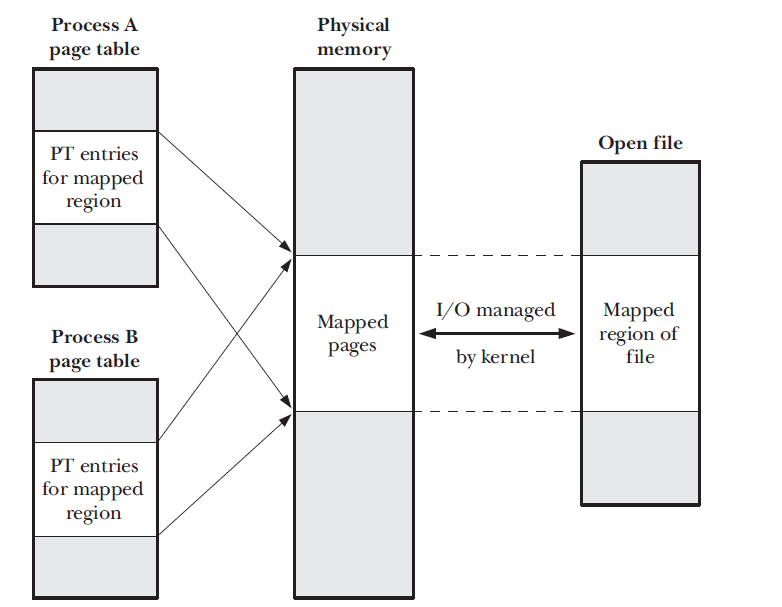 Process A
page table
PT entries
for mapped
region
Process B
page table
PT entries
for mapped
region
Physical
memory
Mapped
pages
I/O managed
by kernel
Open file
Mapped
region of
file